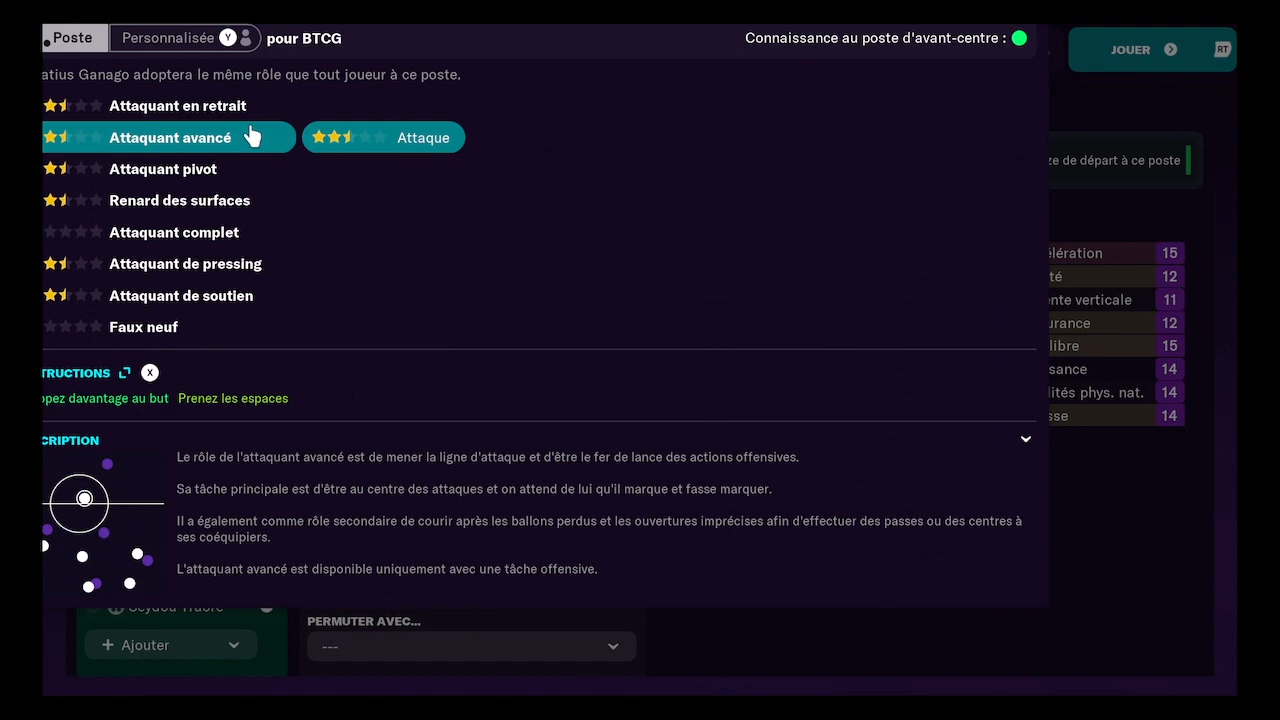 Poste Personnalisée Y pour BTCG
Connaissance au poste d'avant-centre :
JOUER RT
atius Ganago adoptera le même rôle que tout joueur à ce poste.
Attaquant en retrait
Attaquant avancé Attaque
Attaquant pivot
Renard des surfaces
Attaquant complet
Attaquant de pressing
Attaquant de soutien
Faux neuf
TRUCTIONS X
ppez davantage au but Prenez les espaces
CRIPTION
Le rôle de l'attaquant avancé est de mener la ligne d'attaque et d'être le fer de lance des actions offensives.
Sa tâche principale est d'être au centre des attaques et on attend de lui qu'il marque et fasse marquer.
Il a également comme rôle secondaire de courir après les ballons perdus et les ouvertures imprécises afin d'effectuer des passes ou des centres à
ses coéquipiers.
L'attaquant avancé est disponible uniquement avec une tâche offensive.
ze de départ à ce poste
élération 15
té 12
nte verticale 11
urance 12
libre 15
sance 14
lités phys. nat. 14
sse 14
PERMUTER AVEC...
+ Ajouter
---